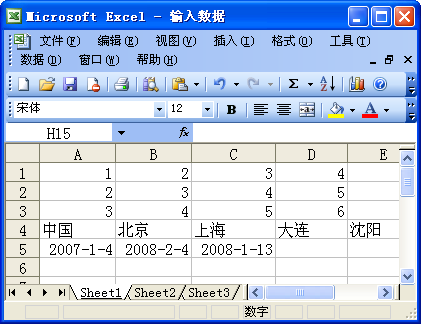 Microsoft Excel - 输入数据
文件(F) 编辑(E) 视图(V) 插入(I) 格式(O) 工具(T)
数据(D) 窗口(W) 帮助(H)
宋体 12 B A
H15 fx
A B C D E
1 1 2 3 4
2 2 3 4 5
3 3 4 5 6
4 中国 北京 上海 大连 沈阳
5 2007-1-4 2008-2-4 2008-1-13
6
Sheet1 Sheet2 Sheet3
数字